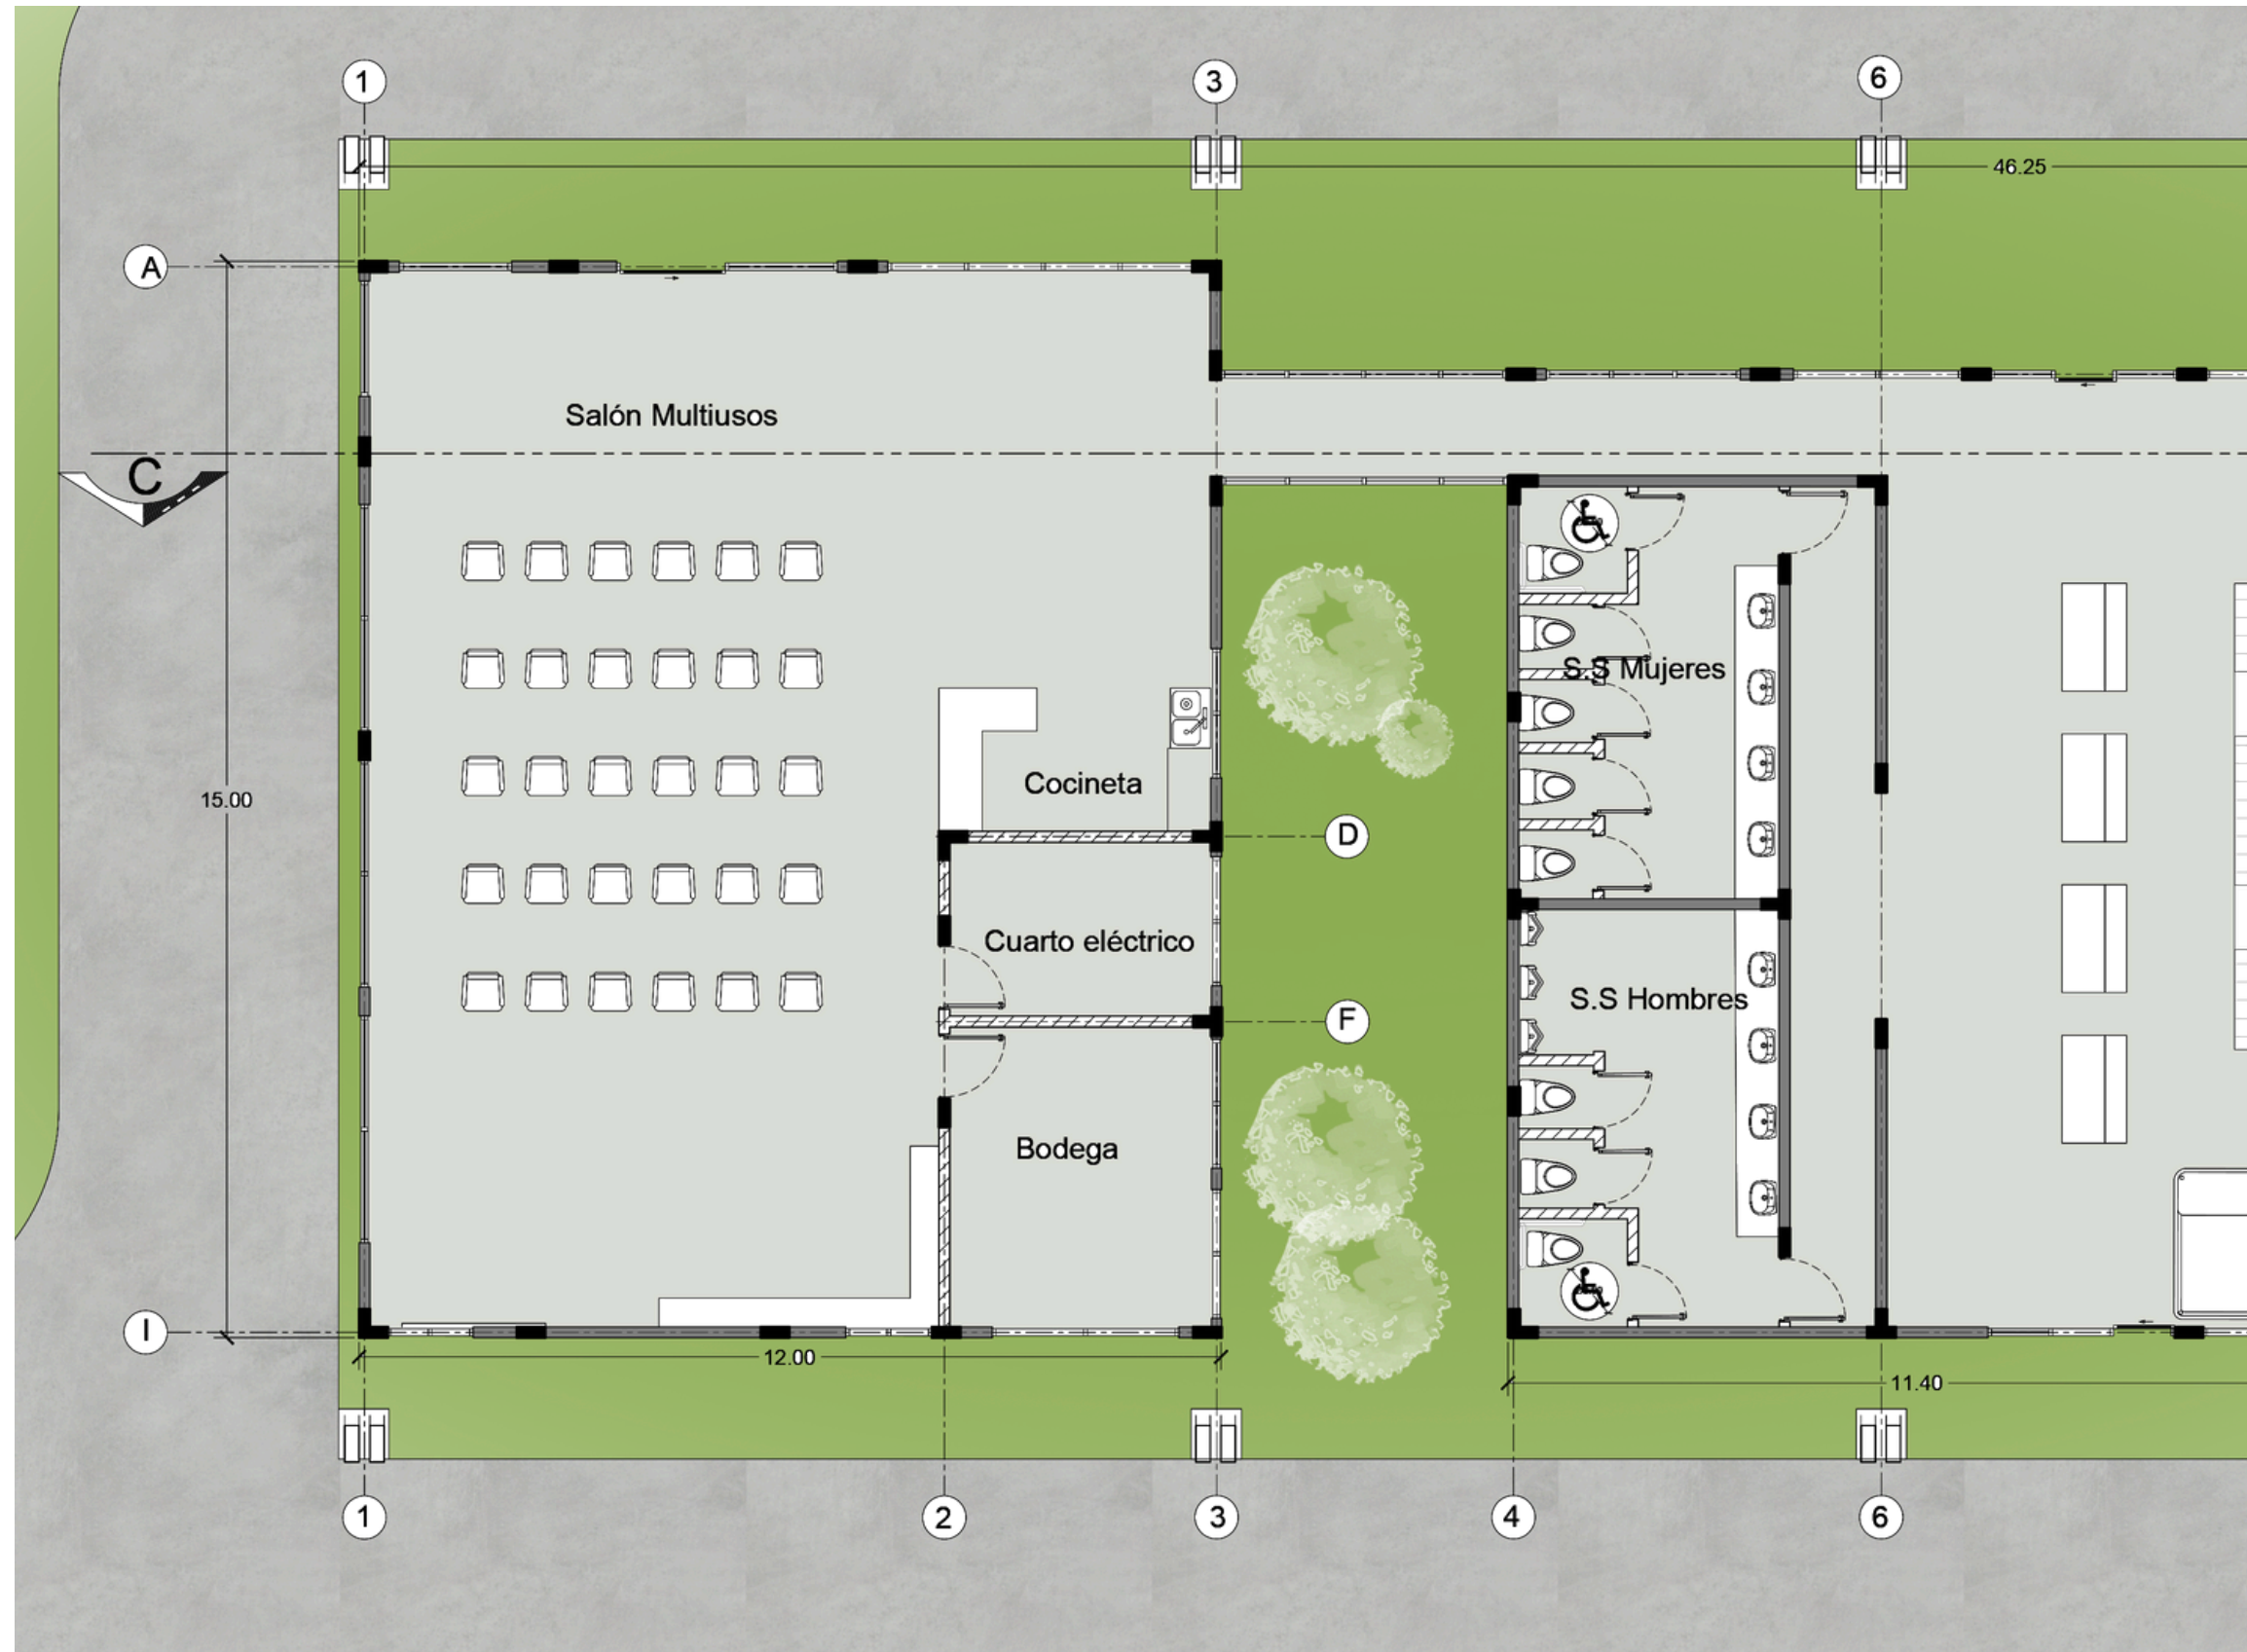 1
3
6
46.25
A
Salón Multiusos
C
S.S Mujeres
Cocineta
15.00
D
Cuarto eléctrico
S.S Hombres
F
Bodega
I
12.00
11.40
1
2
3
4
6